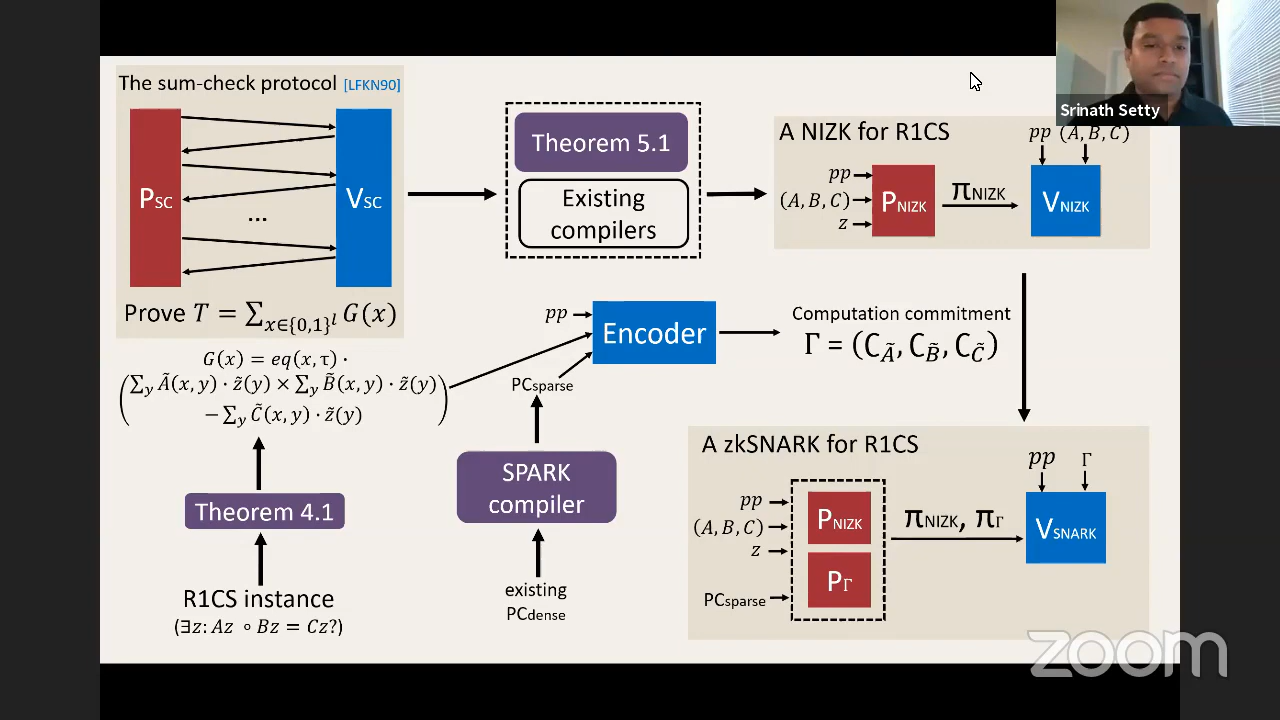 The sum-check protocol [LFKN90]
PSC
VSC
...
Prove T = ∑x∈{0,1}^l G(x)
G(x) = eq(x, τ) ·
(∑y Ã(x, y) · z̃(y) × ∑y B̃(x, y) · z̃(y)
− ∑y C̃(x, y) · z̃(y))
Theorem 4.1
R1CS instance
(∃z: Az ∘ Bz = Cz?)
Theorem 5.1
Existing
compilers
pp
Encoder
PCsparse
SPARK
compiler
existing
PCdense
A NIZK for R1CS
pp
(A, B, C)
z
PNIZK
πNIZK
pp (A, B, C)
VNIZK
Computation commitment
Γ = (CÃ, CB̃, CC̃)
A zkSNARK for R1CS
pp
(A, B, C)
z
PCsparse
PNIZK
PΓ
πNIZK, πΓ
pp Γ
VSNARK
Srinath Setty
zoom